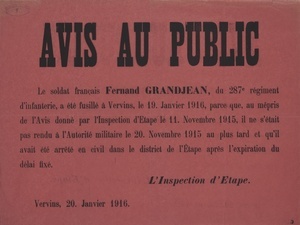 AVIS AU PUBLIC
Le soldat français Fernand GRANDJEAN, du 287e régiment
d'infanterie, a été fusillé à Vervins, le 19. Janvier 1916, parce que, au mépris
de l'Avis donné par l'Inspection d'Etape le 11. Novembre 1915, il ne s'était
pas rendu à l'Autorité militaire le 20. Novembre 1915 au plus tard et qu'il
avait été arrêté en civil dans le district de l'Étape après l'expiration du
délai fixé.
L'Inspection d'Etape.
Vervins, 20. Janvier 1916.